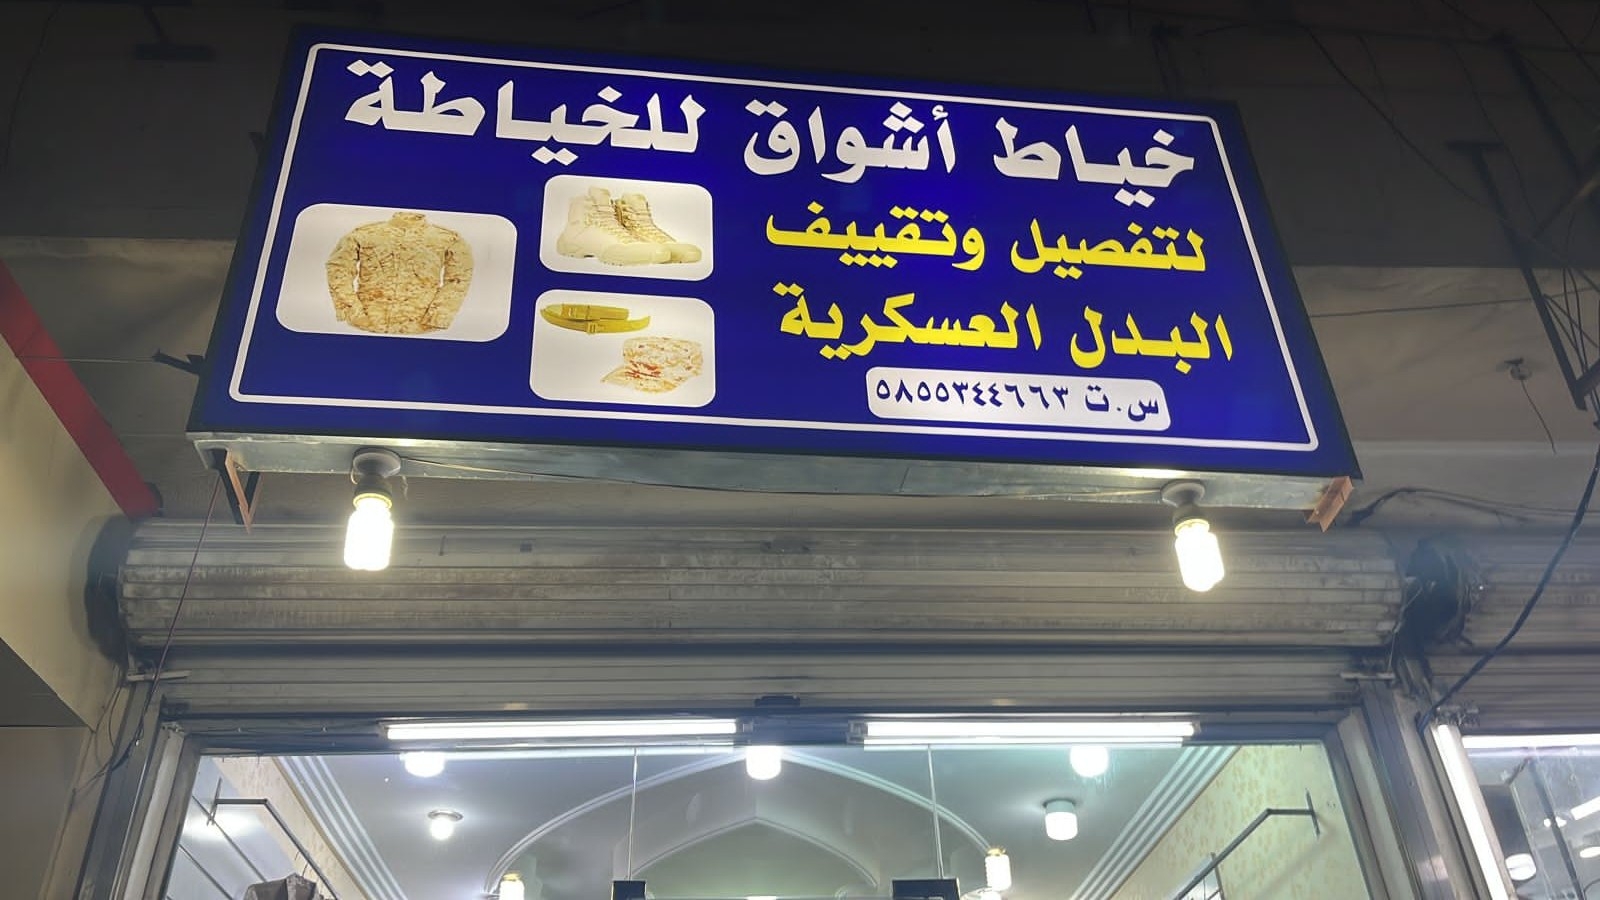 خياط أشواق للخياطة
لتفصيل وتقييف
البدل العسكرية
س.ت ٥٨٥٥٣٤٤٦٦٣